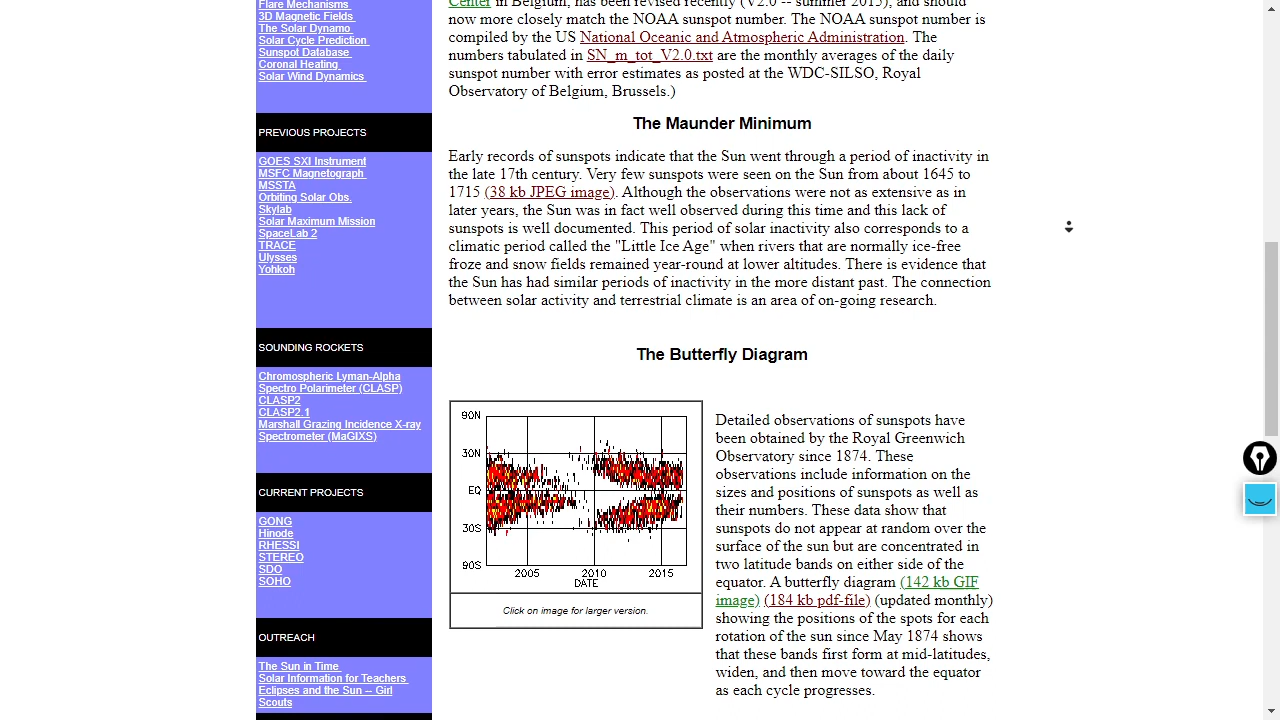 Flare Mechanisms
3D Magnetic Fields
The Solar Dynamo
Solar Cycle Prediction
Sunspot Database
Coronal Heating
Solar Wind Dynamics
PREVIOUS PROJECTS
GOES SXI Instrument
MSFC Magnetograph
MSSTA
Orbiting Solar Obs.
Skylab
Solar Maximum Mission
SpaceLab 2
TRACE
Ulysses
Yohkoh
SOUNDING ROCKETS
Chromospheric Lyman-Alpha
Spectro Polarimeter (CLASP)
CLASP2
CLASP2.1
Marshall Grazing Incidence X-ray
Spectrometer (MaGIXS)
CURRENT PROJECTS
GONG
Hinode
RHESSI
STEREO
SDO
SOHO
OUTREACH
The Sun in Time
Solar Information for Teachers
Eclipses and the Sun -- Girl
Scouts
Center in Belgium, has been revised recently (V2.0 -- summer 2015), and should
now more closely match the NOAA sunspot number. The NOAA sunspot number is
compiled by the US National Oceanic and Atmospheric Administration. The
numbers tabulated in SN_m_tot_V2.0.txt are the monthly averages of the daily
sunspot number with error estimates as posted at the WDC-SILSO, Royal
Observatory of Belgium, Brussels.)
The Maunder Minimum
Early records of sunspots indicate that the Sun went through a period of inactivity in
the late 17th century. Very few sunspots were seen on the Sun from about 1645 to
1715 (38 kb JPEG image). Although the observations were not as extensive as in
later years, the Sun was in fact well observed during this time and this lack of
sunspots is well documented. This period of solar inactivity also corresponds to a
climatic period called the "Little Ice Age" when rivers that are normally ice-free
froze and snow fields remained year-round at lower altitudes. There is evidence that
the Sun has had similar periods of inactivity in the more distant past. The connection
between solar activity and terrestrial climate is an area of on-going research.
The Butterfly Diagram
90N
30N
EQ
30S
90S
2005 2010 2015
DATE
Click on image for larger version.
Detailed observations of sunspots have
been obtained by the Royal Greenwich
Observatory since 1874. These
observations include information on the
sizes and positions of sunspots as well as
their numbers. These data show that
sunspots do not appear at random over the
surface of the sun but are concentrated in
two latitude bands on either side of the
equator. A butterfly diagram (142 kb GIF
image) (184 kb pdf-file) (updated monthly)
showing the positions of the spots for each
rotation of the sun since May 1874 shows
that these bands first form at mid-latitudes,
widen, and then move toward the equator
as each cycle progresses.